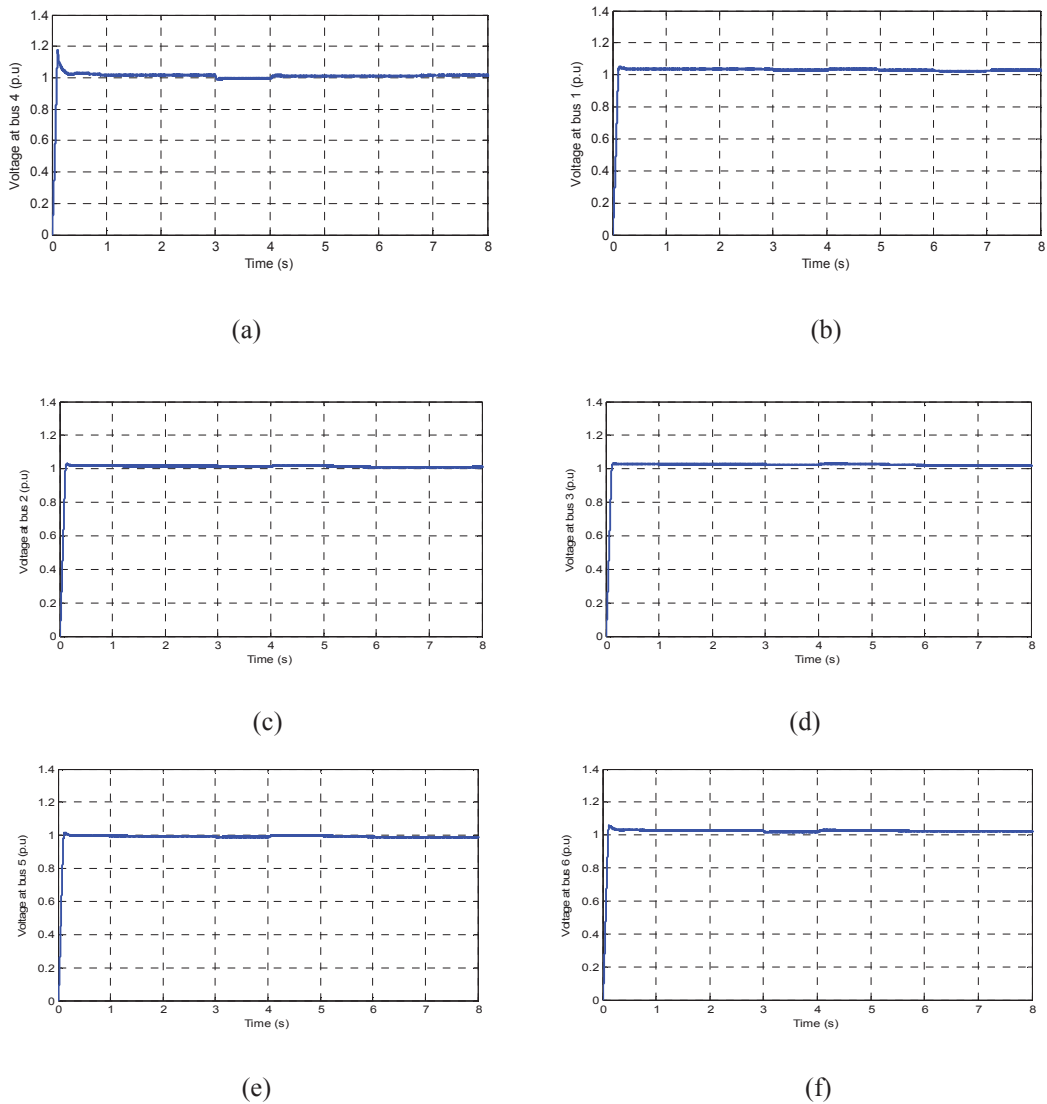 1.4
1.2
1
0.8
0.6
0.4
0.2
0
Voltage at bus 4 (p.u)
0 1 2 3 4 5 6 7 8
Time (s)
(a)
1.4
1.2
1
0.8
0.6
0.4
0.2
0
Voltage at bus 1 (p.u)
0 1 2 3 4 5 6 7 8
Time (s)
(b)
1.4
1.2
1
0.8
0.6
0.4
0.2
0
Voltage at bus 2 (p.u)
0 1 2 3 4 5 6 7 8
Time (s)
(c)
1.4
1.2
1
0.8
0.6
0.4
0.2
0
Voltage at bus 3 (p.u)
0 1 2 3 4 5 6 7 8
Time (s)
(d)
1.4
1.2
1
0.8
0.6
0.4
0.2
0
Voltage at bus 5 (p.u)
0 1 2 3 4 5 6 7 8
Time (s)
(e)
1.4
1.2
1
0.8
0.6
0.4
0.2
0
Voltage at bus 6 (p.u)
0 1 2 3 4 5 6 7 8
Time (s)
(f)